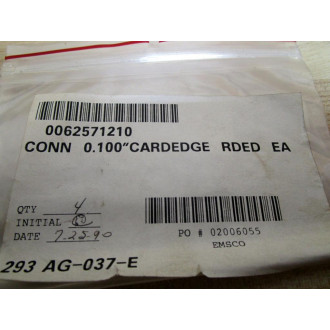 0062571210
CONN 0.100"CARDEDGE RDED EA
QTY 4
INITIAL
DATE 7-25-90
PO # 02006055
EMSCO
293 AG-037-E